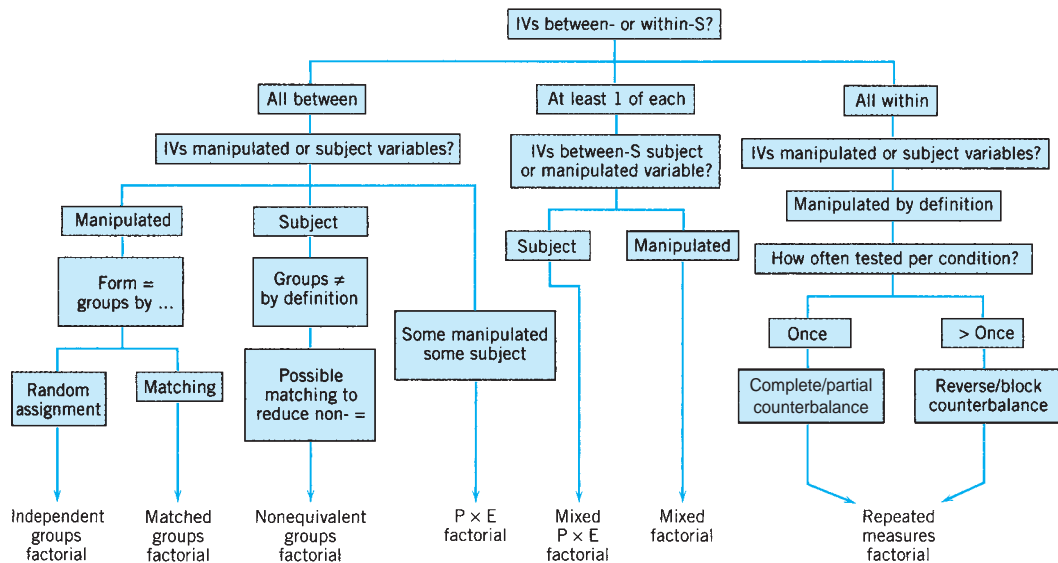 IVs between- or within-S?
All between
At least 1 of each
All within
IVs manipulated or subject variables?
IVs between-S subject
or manipulated variable?
IVs manipulated or subject variables?
Manipulated
Subject
Subject
Manipulated
Manipulated by definition
Form =
groups by ...
Groups ≠
by definition
How often tested per condition?
Some manipulated
some subject
Once
> Once
Random
assignment
Matching
Possible
matching to
reduce non- =
Complete/partial
counterbalance
Reverse/block
counterbalance
Independent
groups
factorial
Matched
groups
factorial
Nonequivalent
groups
factorial
P × E
factorial
Mixed
P × E
factorial
Mixed
factorial
Repeated
measures
factorial